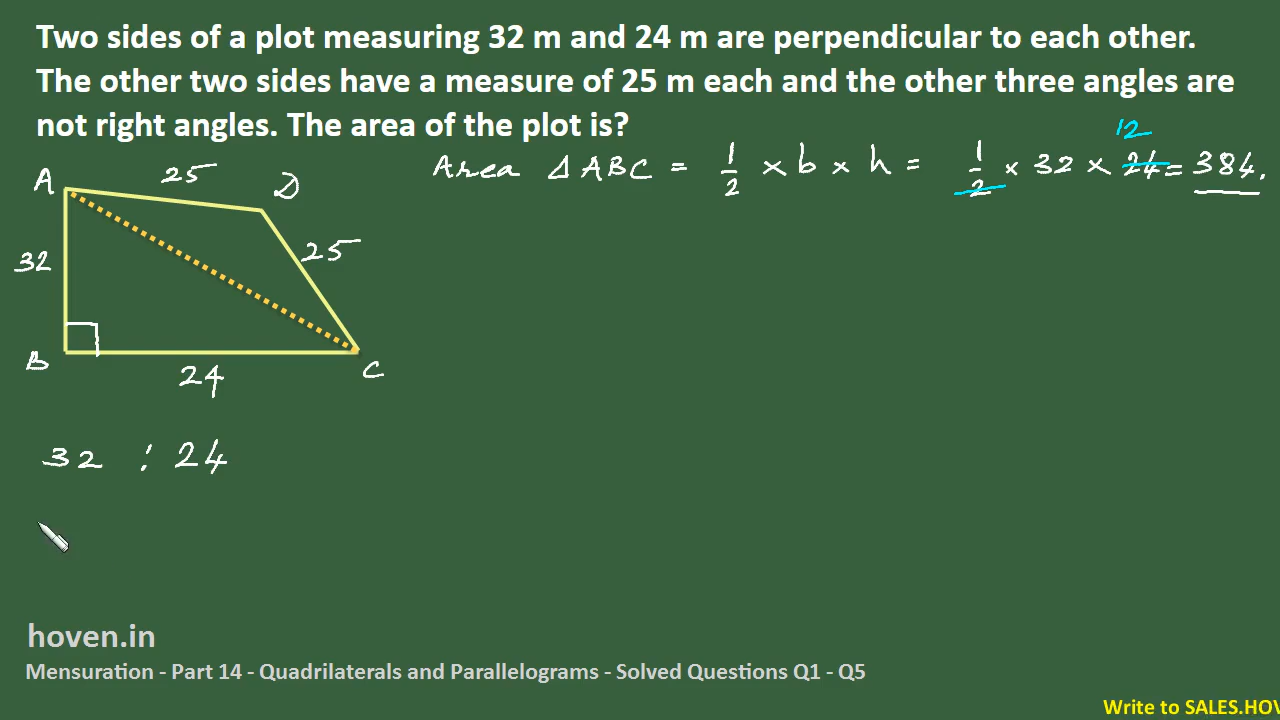 Two sides of a plot measuring 32 m and 24 m are perpendicular to each other.
The other two sides have a measure of 25 m each and the other three angles are
not right angles. The area of the plot is?
12
Area △ABC = 1/2 × b × h = 1/2 × 32 × 24 = 384.
A 25 D
32 25
B 24 C
32 : 24
hoven.in
Mensuration - Part 14 - Quadrilaterals and Parallelograms - Solved Questions Q1 - Q5
Write to SALES.HOV